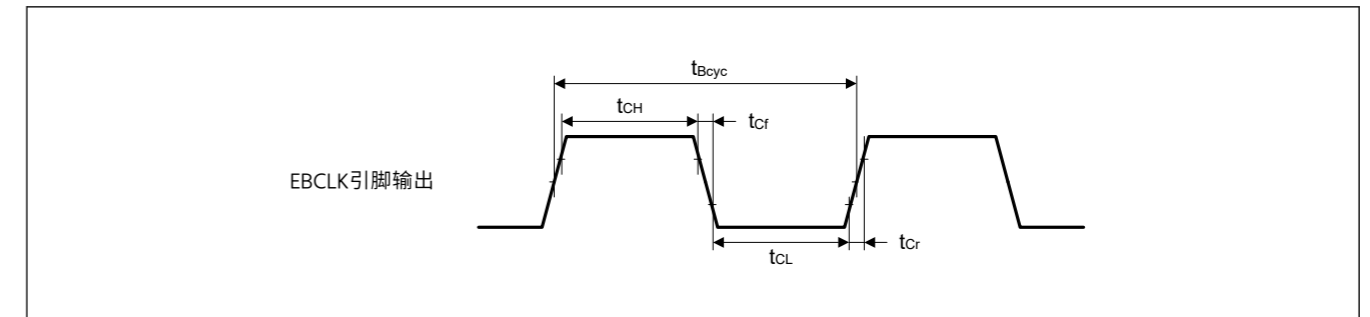 tBcyc
tCH
tCf
EBCLK引脚输出
tCL
tCr